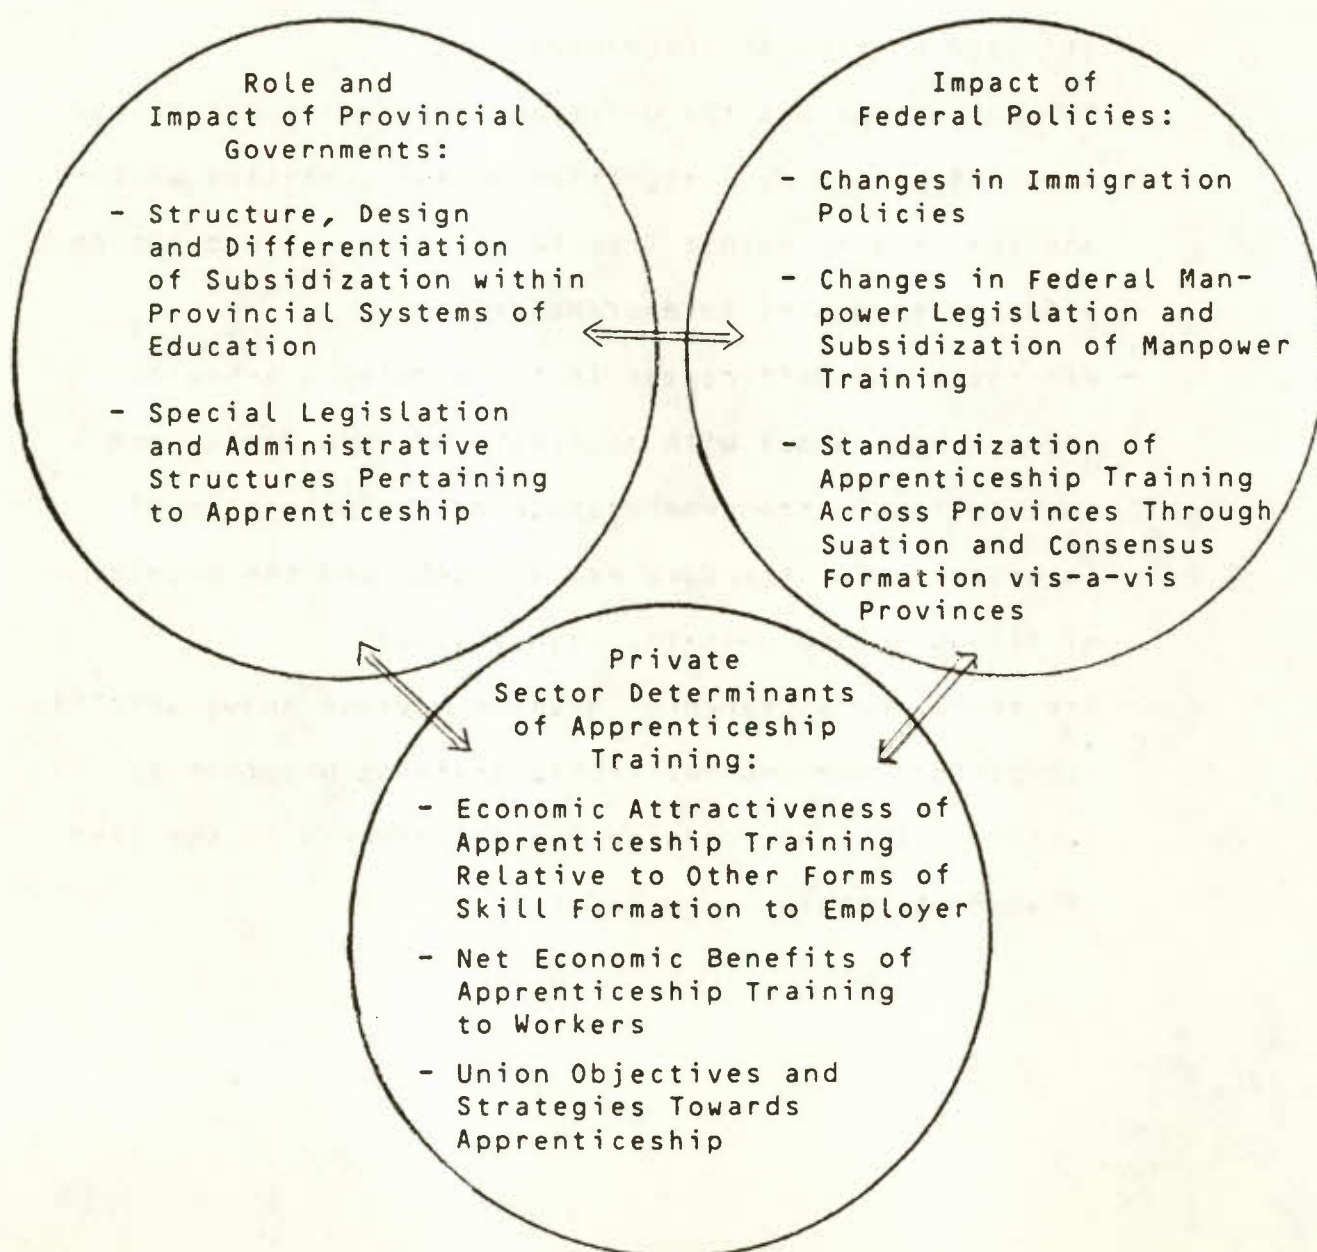 Role and
Impact of Provincial
Governments:
- Structure, Design
and Differentiation
of Subsidization within
Provincial Systems of
Education
- Special Legislation
and Administrative
Structures Pertaining
to Apprenticeship
Impact of
Federal Policies:
- Changes in Immigration
Policies
- Changes in Federal Man-
power Legislation and
Subsidization of Manpower
Training
- Standardization of
Apprenticeship Training
Across Provinces Through
Suation and Consensus
Formation vis-a-vis
Provinces
Private
Sector Determinants
of Apprenticeship
Training:
- Economic Attractiveness of
Apprenticeship Training
Relative to Other Forms of
Skill Formation to Employer
- Net Economic Benefits of
Apprenticeship Training
to Workers
- Union Objectives and
Strategies Towards
Apprenticeship